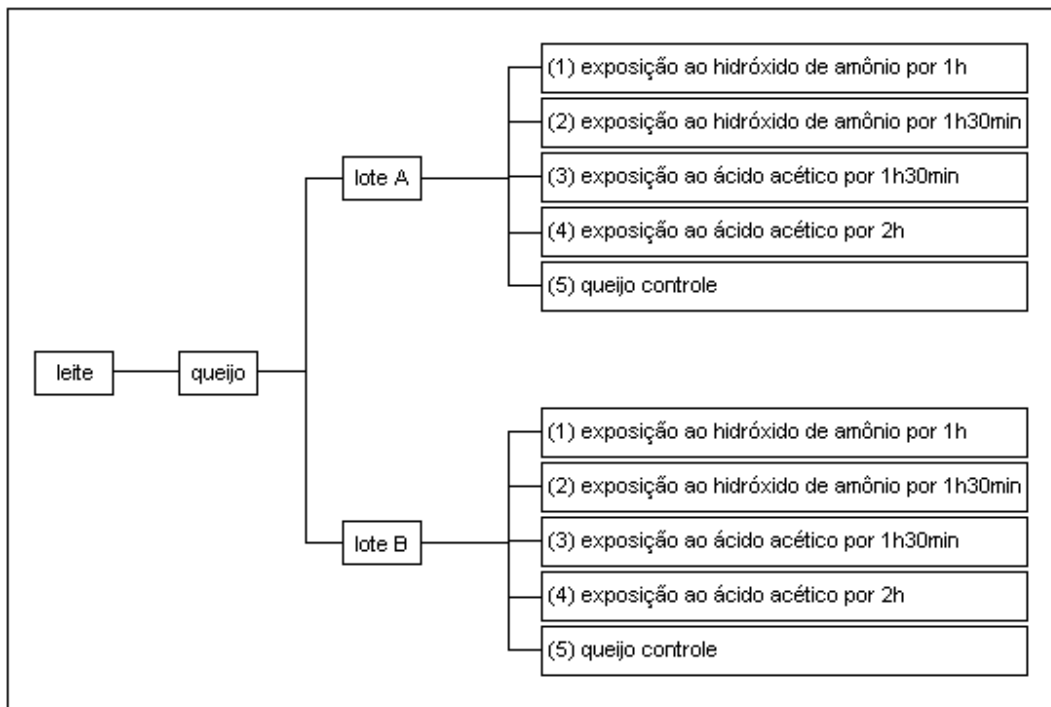 leite
queijo
lote A
(1) exposição ao hidróxido de amônio por 1h
(2) exposição ao hidróxido de amônio por 1h30min
(3) exposição ao ácido acético por 1h30min
(4) exposição ao ácido acético por 2h
(5) queijo controle
lote B
(1) exposição ao hidróxido de amônio por 1h
(2) exposição ao hidróxido de amônio por 1h30min
(3) exposição ao ácido acético por 1h30min
(4) exposição ao ácido acético por 2h
(5) queijo controle